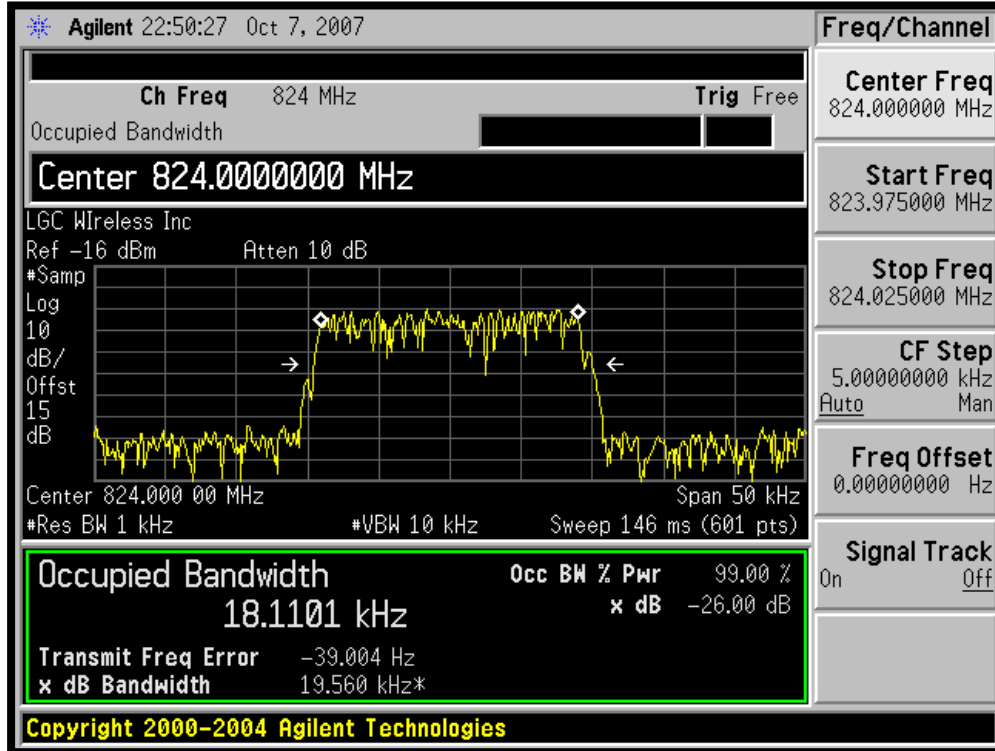 Agilent 22:50:27 Oct 7, 2007
Freq/Channel
Ch Freq 824 MHz Trig Free
Occupied Bandwidth
Center 824.0000000 MHz
LGC WIreless Inc
Ref -16 dBm Atten 10 dB
#Samp
Log
10
dB/
Offst
15
dB
Center 824.000 00 MHz Span 50 kHz
#Res BW 1 kHz #VBW 10 kHz Sweep 146 ms (601 pts)
Occupied Bandwidth
18.1101 kHz
Occ BW % Pwr 99.00 %
x dB -26.00 dB
Transmit Freq Error -39.004 Hz
x dB Bandwidth 19.560 kHz*
Copyright 2000-2004 Agilent Technologies
Center Freq
824.000000 MHz
Start Freq
823.975000 MHz
Stop Freq
824.025000 MHz
CF Step
5.00000000 kHz
Auto Man
Freq Offset
0.00000000 Hz
Signal Track
On Off